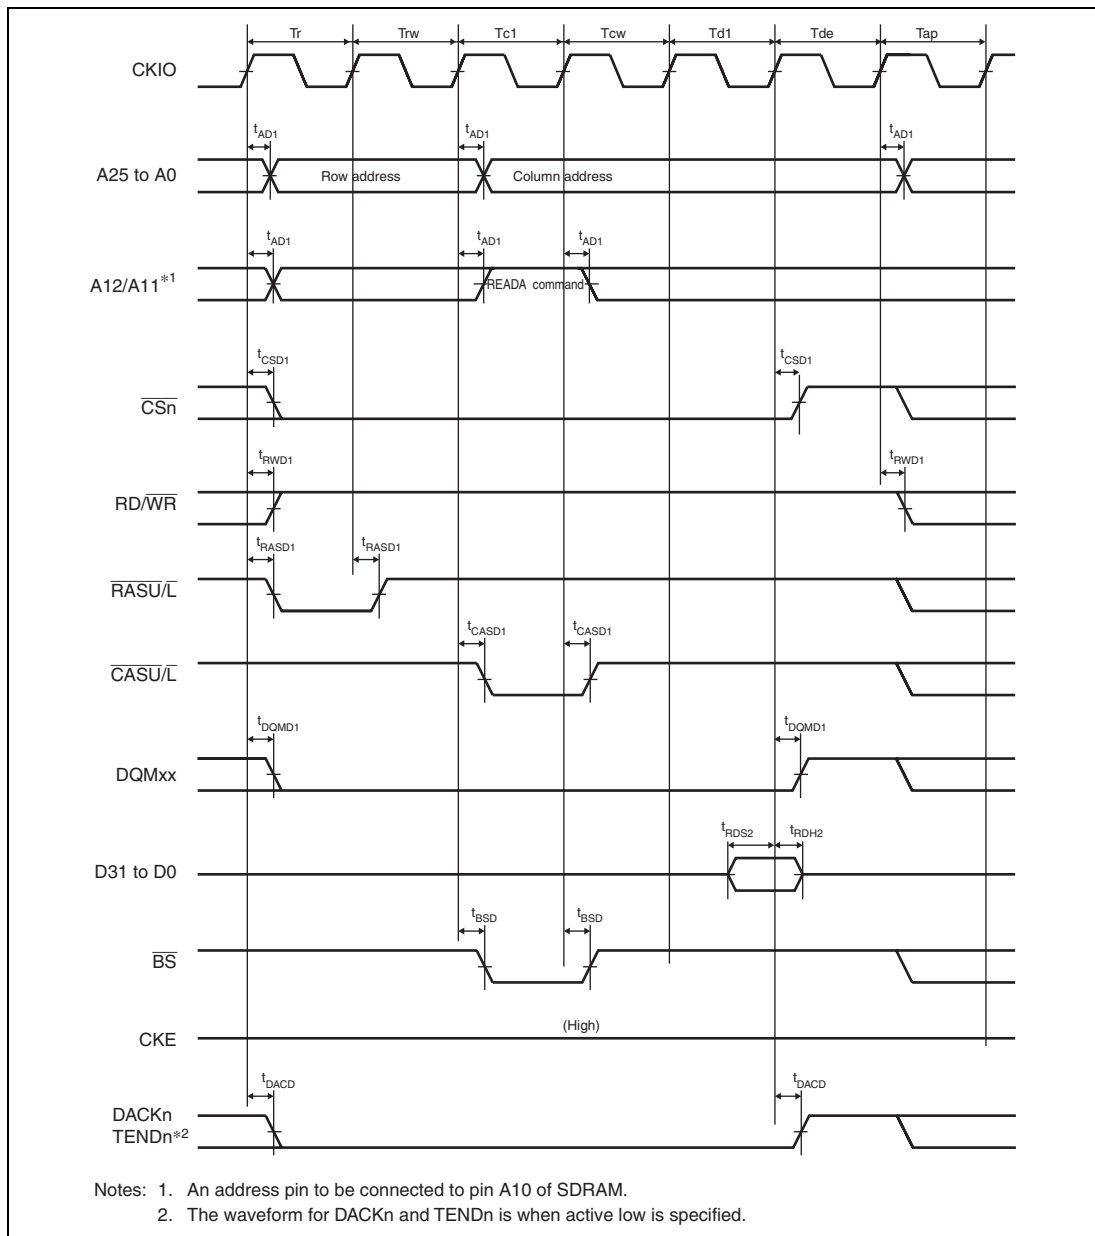 Tr Trw Tc1 Tcw Td1 Tde Tap
CKIO
tAD1 tAD1 tAD1
A25 to A0 Row address Column address
tAD1 tAD1 tAD1
A12/A11*1 READA command
tCSD1 tCSD1
CSn
tRWD1 tRWD1
RD/WR
tRASD1 tRASD1
RASU/L
tCASD1 tCASD1
CASU/L
tDQMD1 tDQMD1
DQMxx
tRDS2 tRDH2
D31 to D0
tBSD tBSD
BS
(High)
CKE
tDACD tDACD
DACKn
TENDn*2
Notes: 1. An address pin to be connected to pin A10 of SDRAM.
2. The waveform for DACKn and TENDn is when active low is specified.